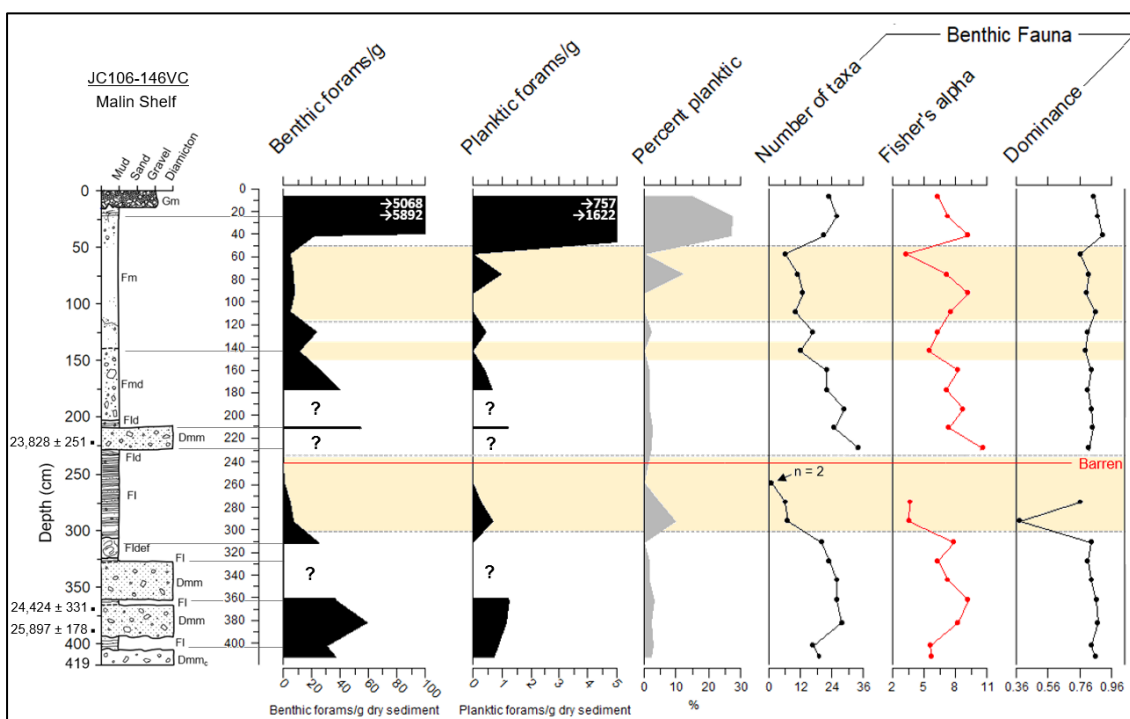 Benthic Fauna
JC106-146VC
Malin Shelf
Benthic forams/g
Planktic forams/g
Percent planktic
Number of taxa
Fisher's alpha
Dominance
Mud
Sand
Gravel
Diamicton
0
50
100
150
200
250
300
350
400
419
Depth (cm)
Gm
Fm
Fmd
Fld
Dmm
Fld
Fl
Fldef
Fl
Dmm
Fl
Dmm
Fl
Dmmc
23,828 ± 251
24,424 ± 331
25,897 ± 178
0
20
40
60
80
100
120
140
160
180
200
220
240
260
280
300
320
340
360
380
400
→5068
→5892
→757
→1622
?
?
?
?
?
?
Barren
n = 2
0 20 40 60 80 100
Benthic forams/g dry sediment
0 1 2 3 4 5
Planktic forams/g dry sediment
0 10 20 30
%
0 12 24 36
2 5 8 11
0.36 0.56 0.76 0.96